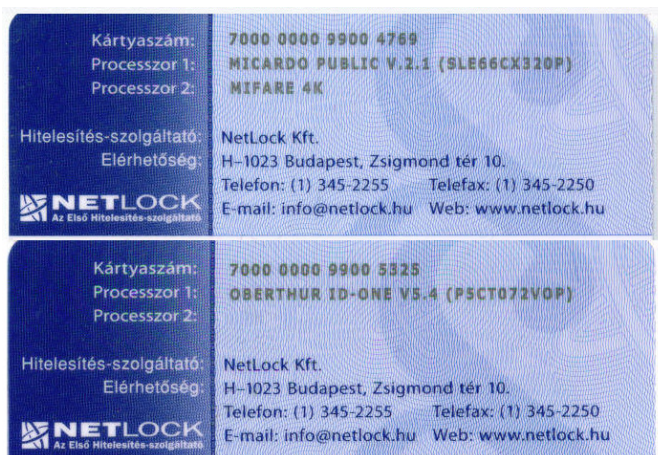 Kártyaszám: 7000 0000 9900 4769
Processzor 1: MICARDO PUBLIC V.2.1 (SLE66CX320P)
Processzor 2: MIFARE 4K
Hitelesítés-szolgáltató: NetLock Kft.
Elérhetőség: H–1023 Budapest, Zsigmond tér 10.
Telefon: (1) 345-2255 Telefax: (1) 345-2250
NETLOCK E-mail: info@netlock.hu Web: www.netlock.hu
Az Első Hitelesítés-szolgáltató
Kártyaszám: 7000 0000 9900 5325
Processzor 1: OBERTHUR ID-ONE V5.4 (P5CT072VOP)
Processzor 2:
Hitelesítés-szolgáltató: NetLock Kft.
Elérhetőség: H–1023 Budapest, Zsigmond tér 10.
Telefon: (1) 345-2255 Telefax: (1) 345-2250
NETLOCK E-mail: info@netlock.hu Web: www.netlock.hu
Az Első Hitelesítés-szolgáltató